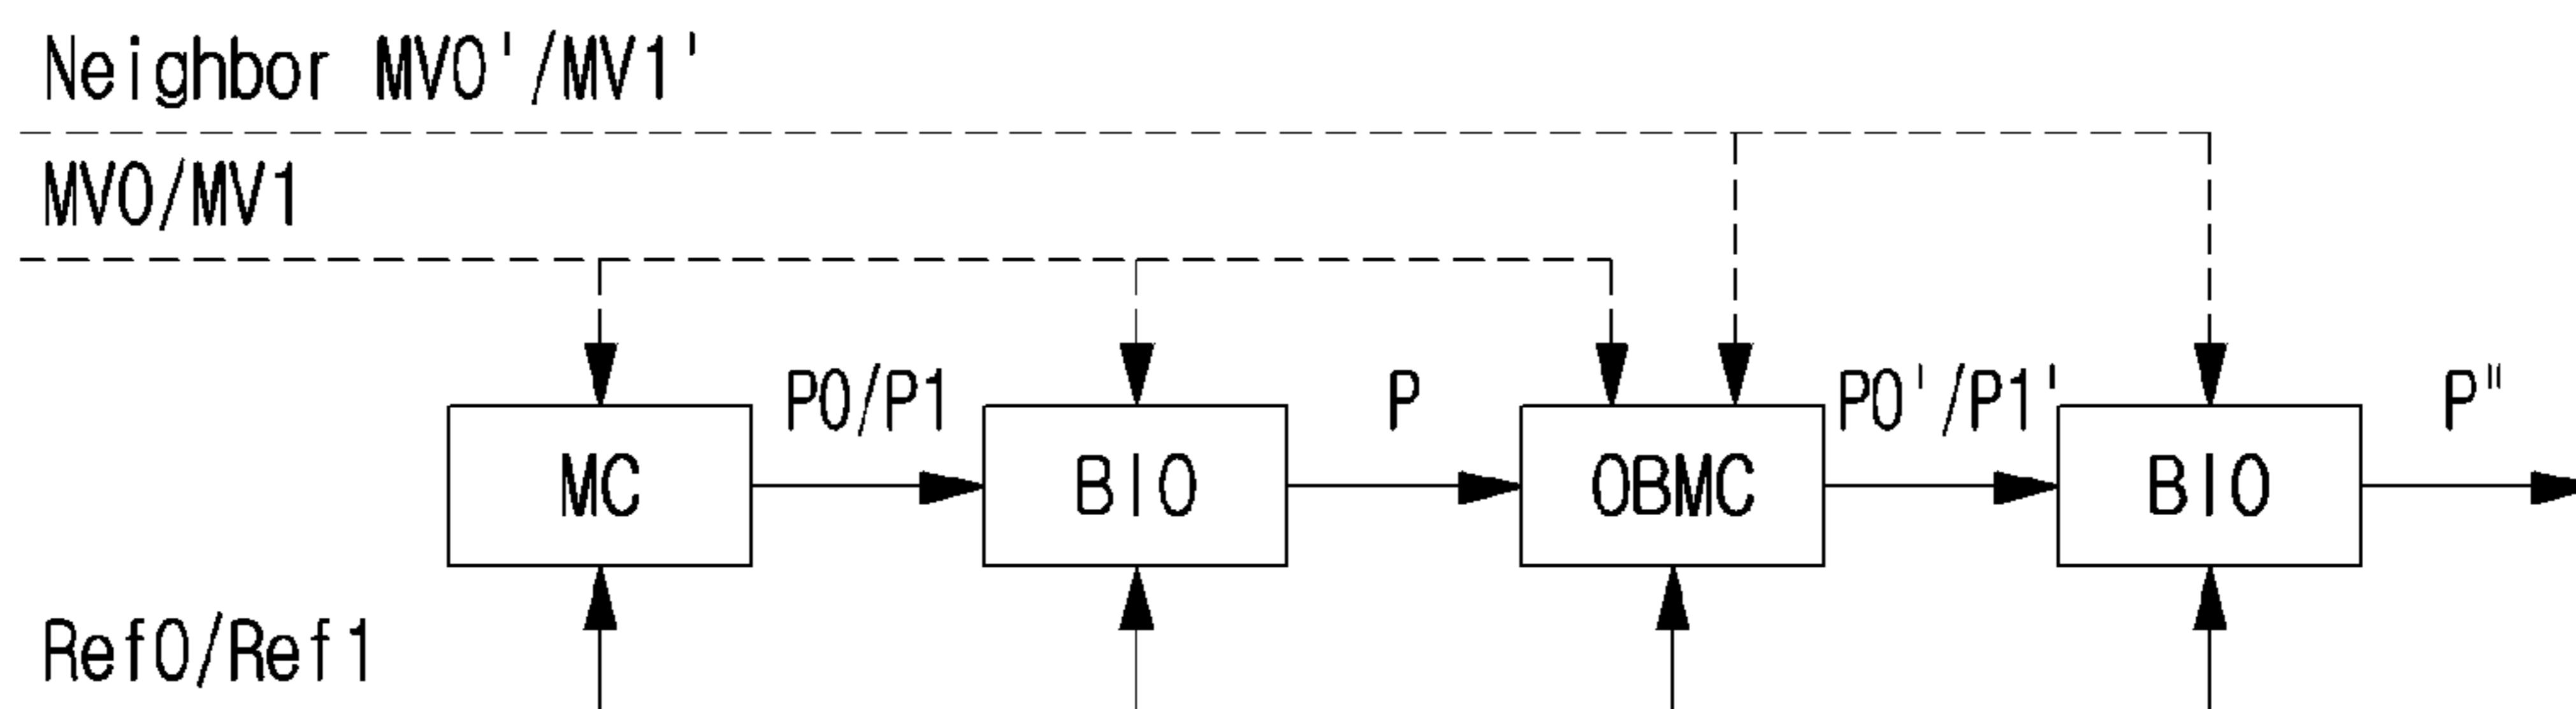 Neighbor MV0'/MV1'
MV0/MV1
P0/P1
P
P0'/P1'
P"
MC
BIO
OBMC
BIO
Ref0/Ref1